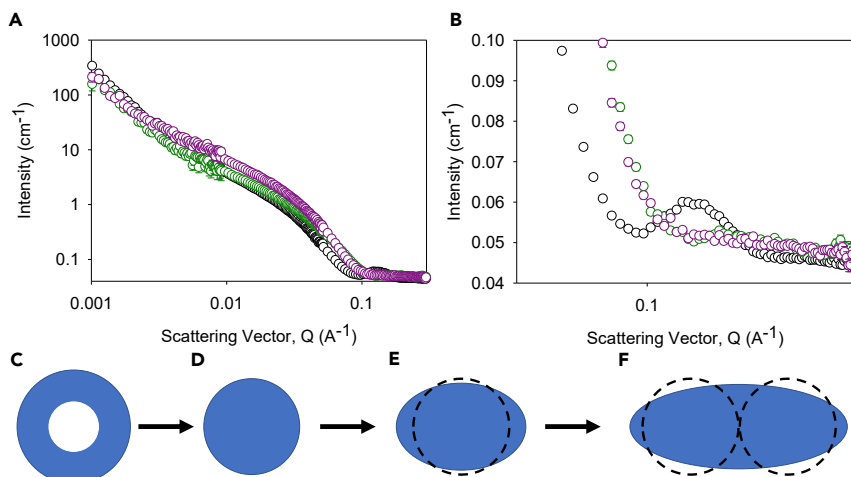 A
B
1000
100
10
1
0.1
Intensity (cm⁻¹)
0.001
0.01
0.1
Scattering Vector, Q (A⁻¹)
0.10
0.09
0.08
0.07
0.06
0.05
0.04
Intensity (cm⁻¹)
0.1
Scattering Vector, Q (A⁻¹)
C
D
E
F